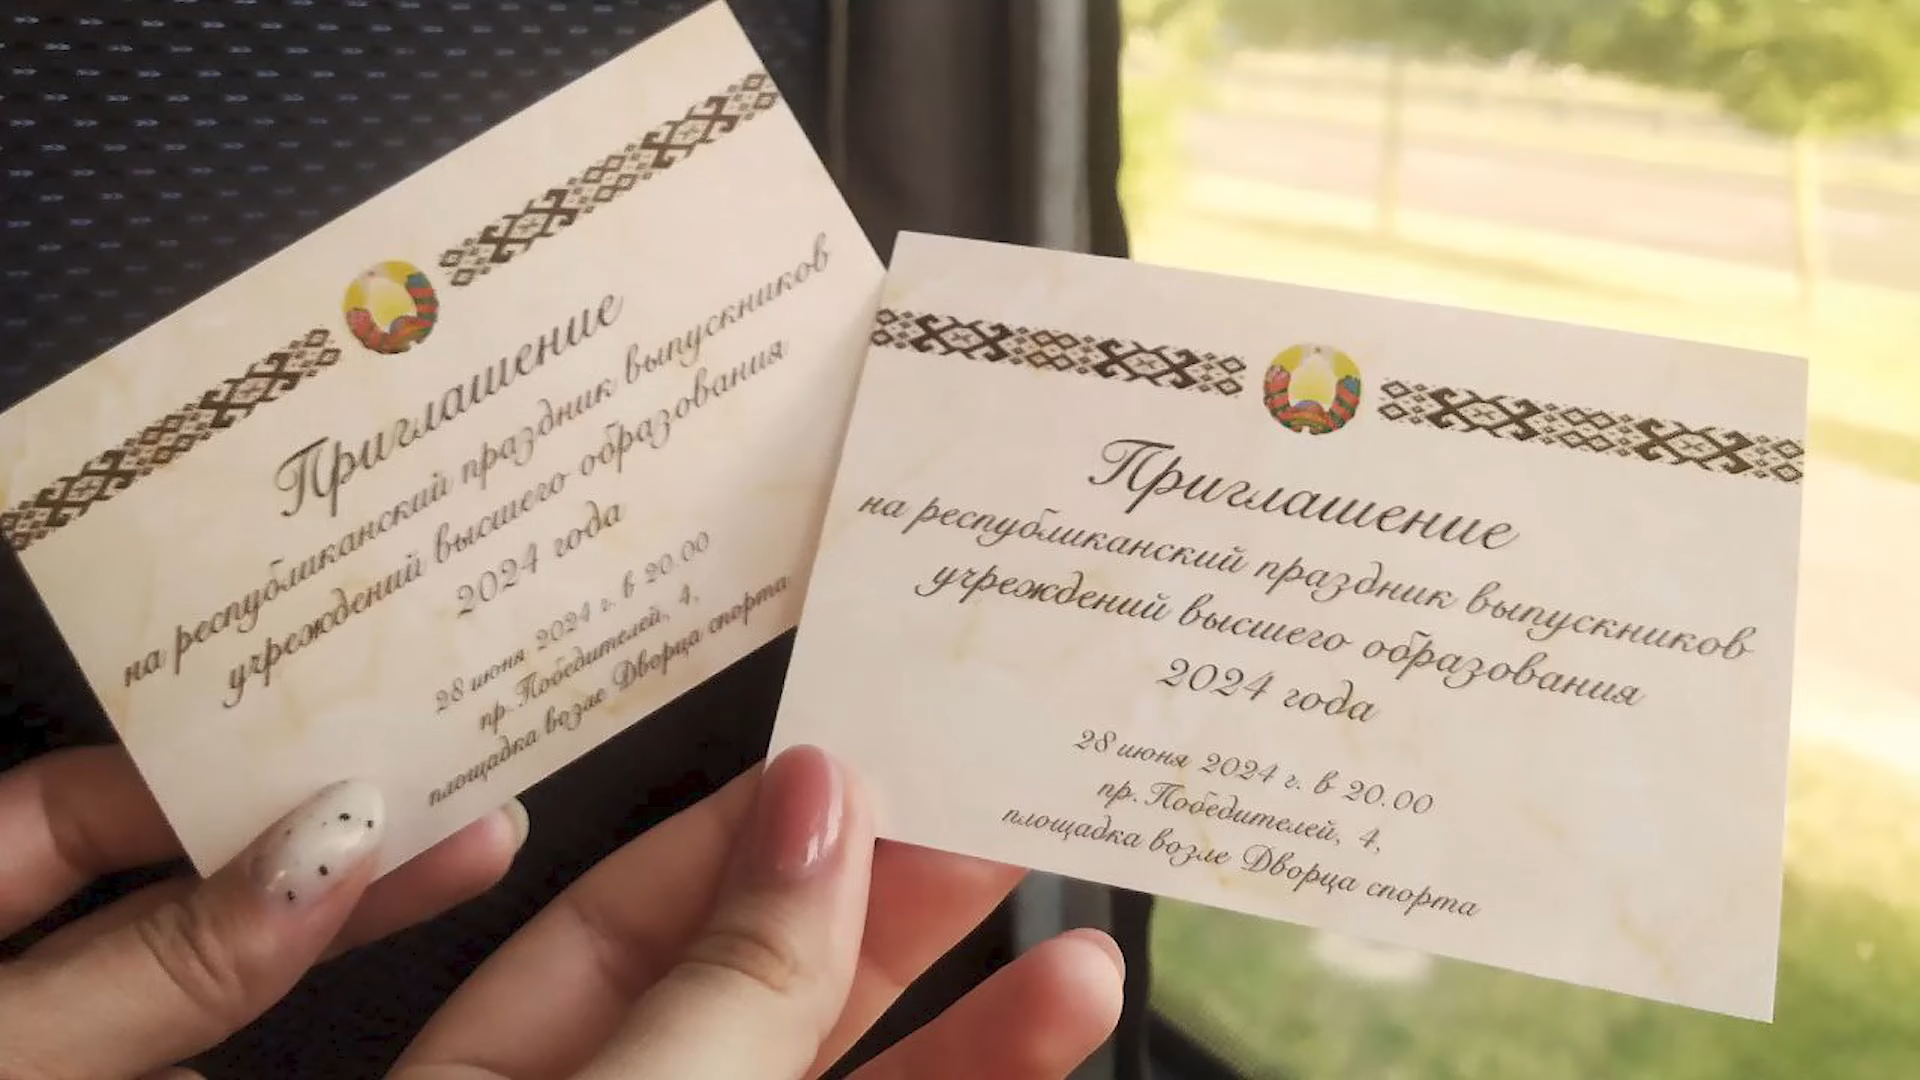 Приглашение
на республиканский праздник выпускников
учреждений высшего образования
2024 года
28 июня 2024 г. в 20.00
пр. Победителей, 4,
площадка возле Дворца спорта
Приглашение
на республиканский праздник выпускников
учреждений высшего образования
2024 года
28 июня 2024 г. в 20.00
пр. Победителей, 4,
площадка возле Дворца спорта